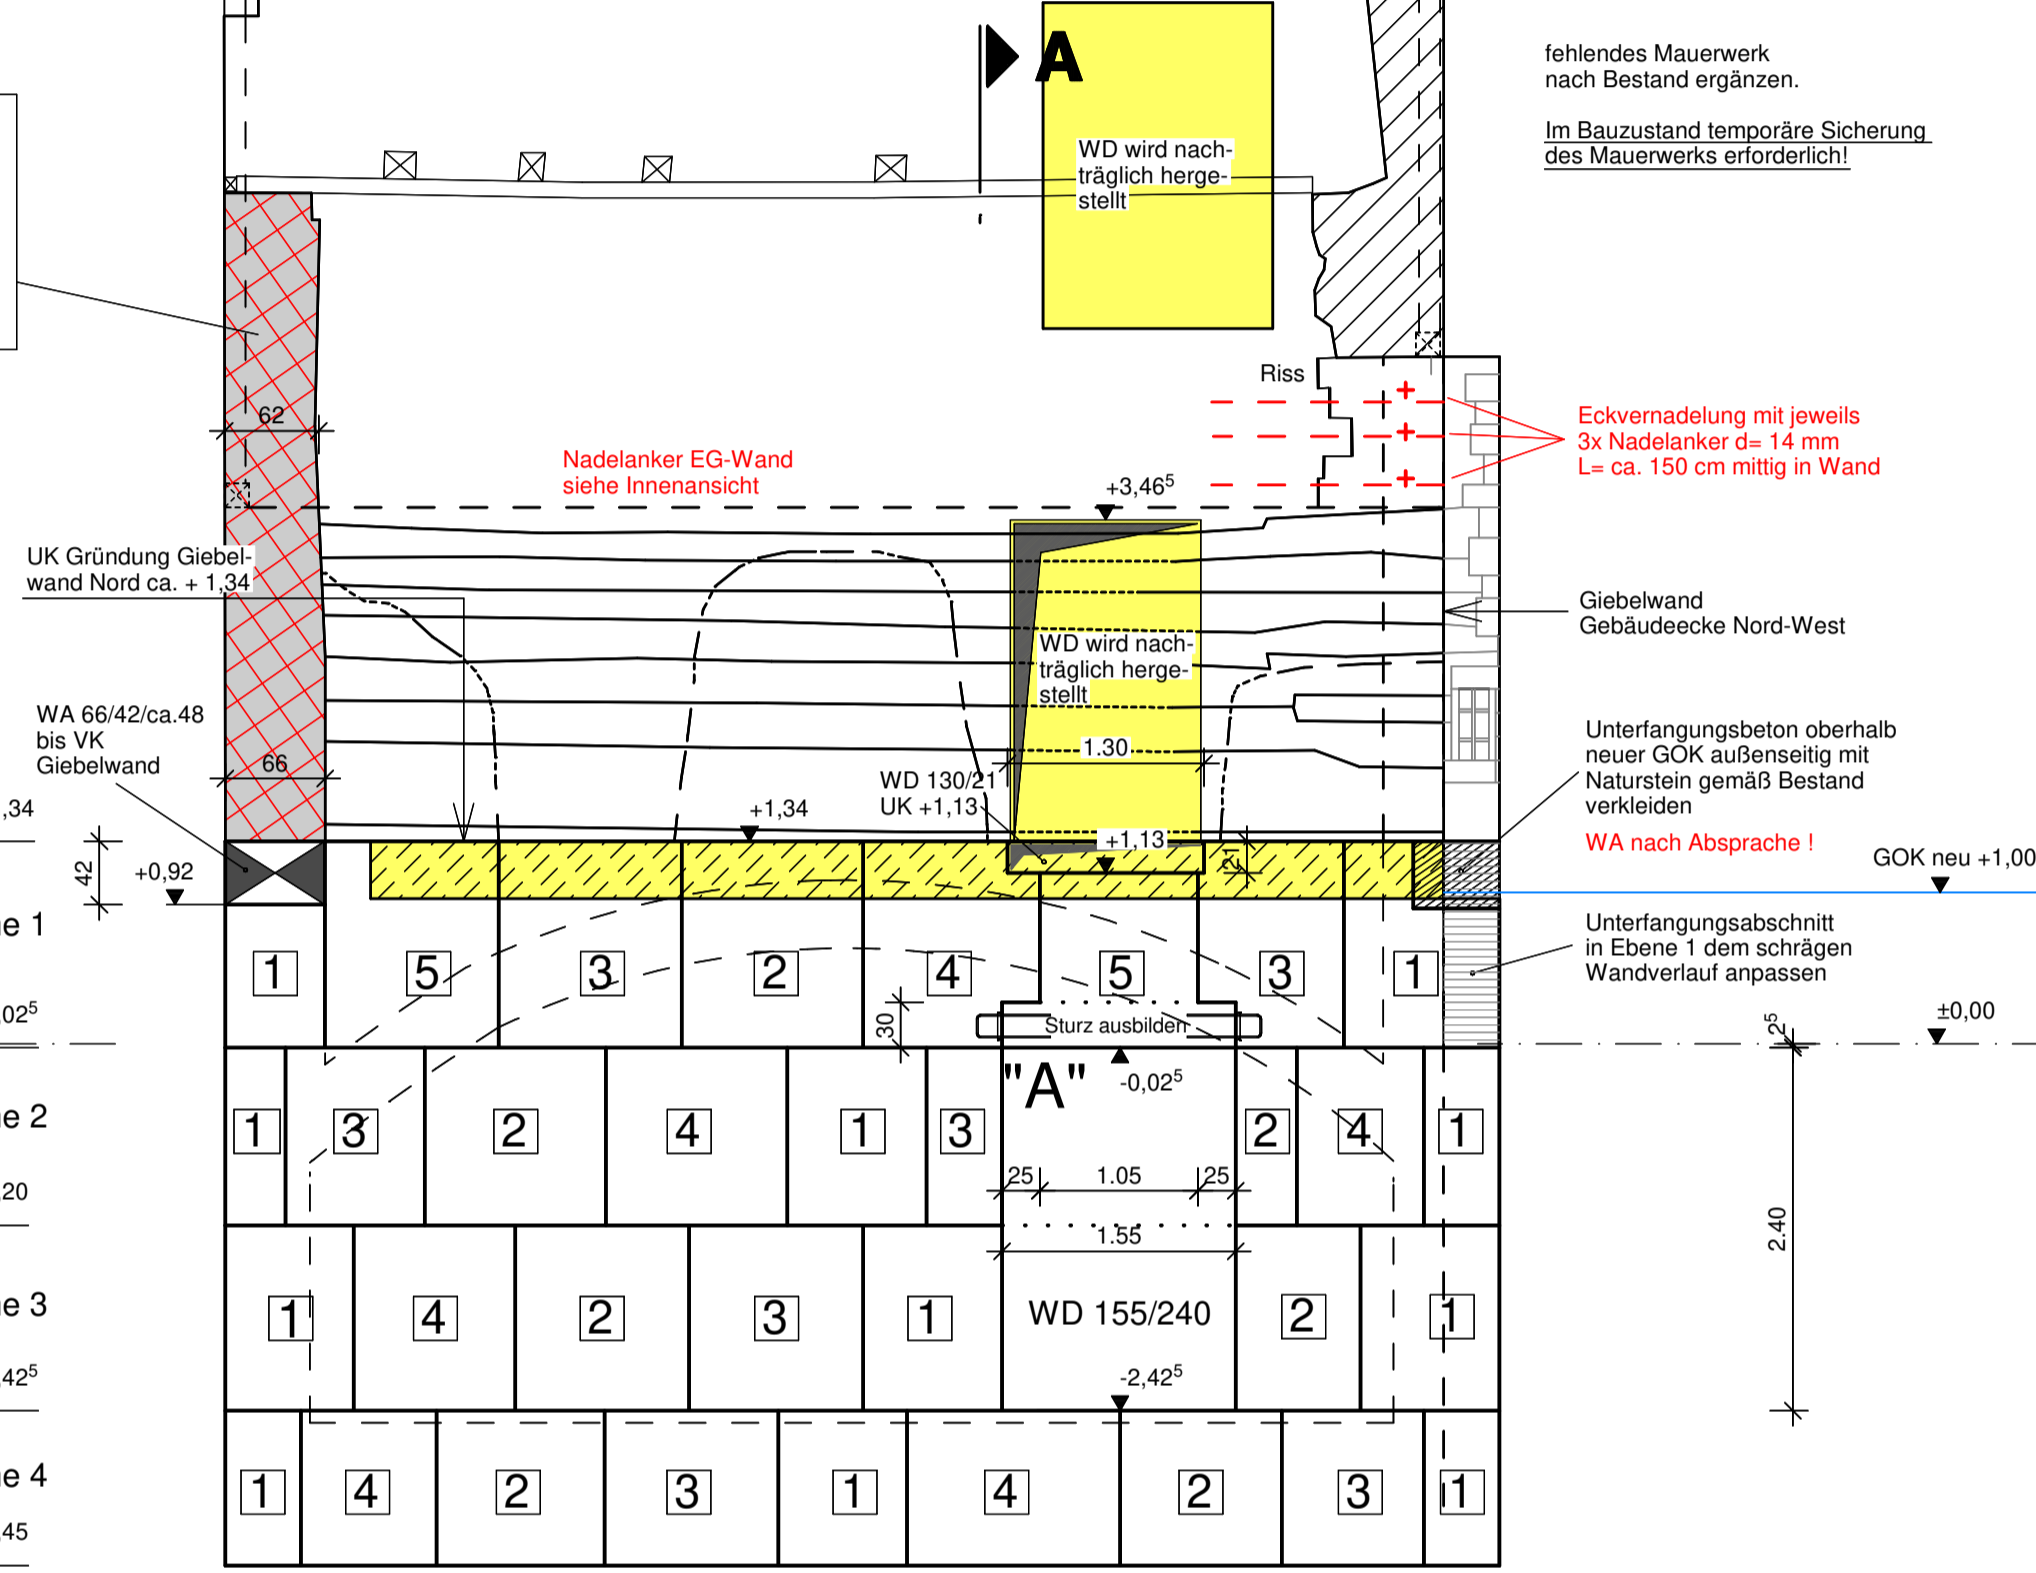 fehlendes Mauerwerk
nach Bestand ergänzen.
Im Bauzustand temporäre Sicherung
des Mauerwerks erforderlich!
A
WD wird nach-
träglich herge-
stellt
Riss
Eckvernadelung mit jeweils
3x Nadelanker d= 14 mm
L= ca. 150 cm mittig in Wand
62
Nadelanker EG-Wand
siehe Innenansicht
+3,46⁵
UK Gründung Giebel-
wand Nord ca. + 1,34
Giebelwand
Gebäudeecke Nord-West
WD wird nach-
träglich herge-
stellt
WA 66/42/ca.48
bis VK
Giebelwand
66
1.30
WD 130/21
UK +1,13
Unterfangungsbeton oberhalb
neuer GOK außenseitig mit
Naturstein gemäß Bestand
verkleiden
WA nach Absprache !
,34
+1,34
+1,13
21
42
+0,92
GOK neu +1,00
Unterfangungsabschnitt
in Ebene 1 dem schrägen
Wandverlauf anpassen
e 1
1 5 3 2 4 5 3 1
,02⁵
30
Sturz ausbilden
±0,00
2⁵
"A"
-0,02⁵
e 2
1 3 2 4 1 3 2 4 1
,20
25 1.05 25
1.55
2.40
e 3
1 4 2 3 1 WD 155/240 2 1
,42⁵
-2,42⁵
e 4
1 4 2 3 1 4 2 3 1
,45